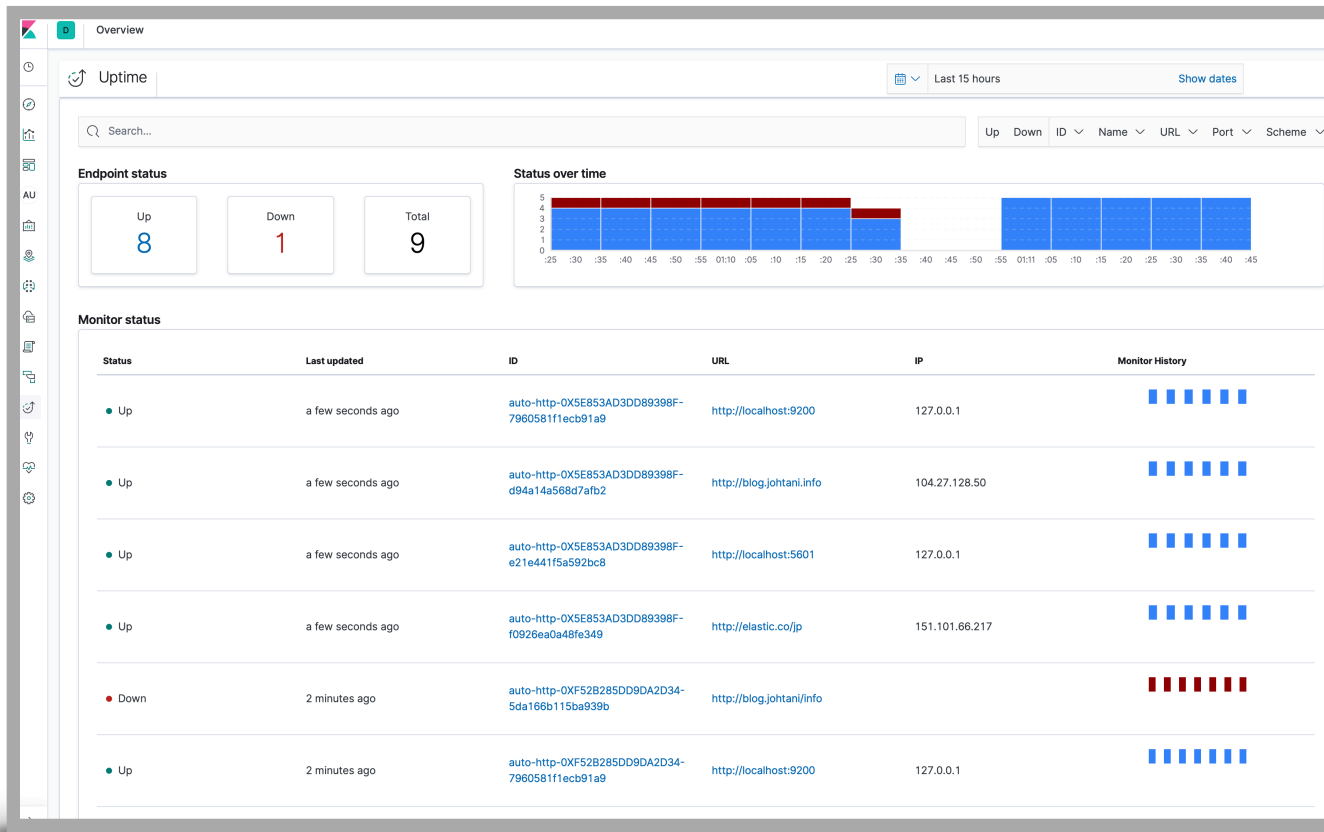 D Overview
Uptime
Last 15 hours Show dates
Search...
Up Down ID Name URL Port Scheme
AU
Endpoint status
Up
8
Down
1
Total
9
Status over time
5
4
3
2
1
0
:25 :30 :35 :40 :45 :50 :55 01:10 :05 :10 :15 :20 :25 :30 :35 :40 :45 :50 :55 01:11 :05 :10 :15 :20 :25 :30 :35 :40 :45
Monitor status
Status Last updated ID URL IP Monitor History
Up a few seconds ago auto-http-0X5E853AD3DD89398F-
7960581f1ecb91a9 http://localhost:9200 127.0.0.1
Up a few seconds ago auto-http-0X5E853AD3DD89398F-
d94a14a568d7afb2 http://blog.johtani.info 104.27.128.50
Up a few seconds ago auto-http-0X5E853AD3DD89398F-
e21e441f5a592bc8 http://localhost:5601 127.0.0.1
Up a few seconds ago auto-http-0X5E853AD3DD89398F-
f0926ea0a48fe349 http://elastic.co/jp 151.101.66.217
Down 2 minutes ago auto-http-0XF52B285DD9DA2D34-
5da166b115ba939b http://blog.johtani/info
Up 2 minutes ago auto-http-0XF52B285DD9DA2D34-
7960581f1ecb91a9 http://localhost:9200 127.0.0.1